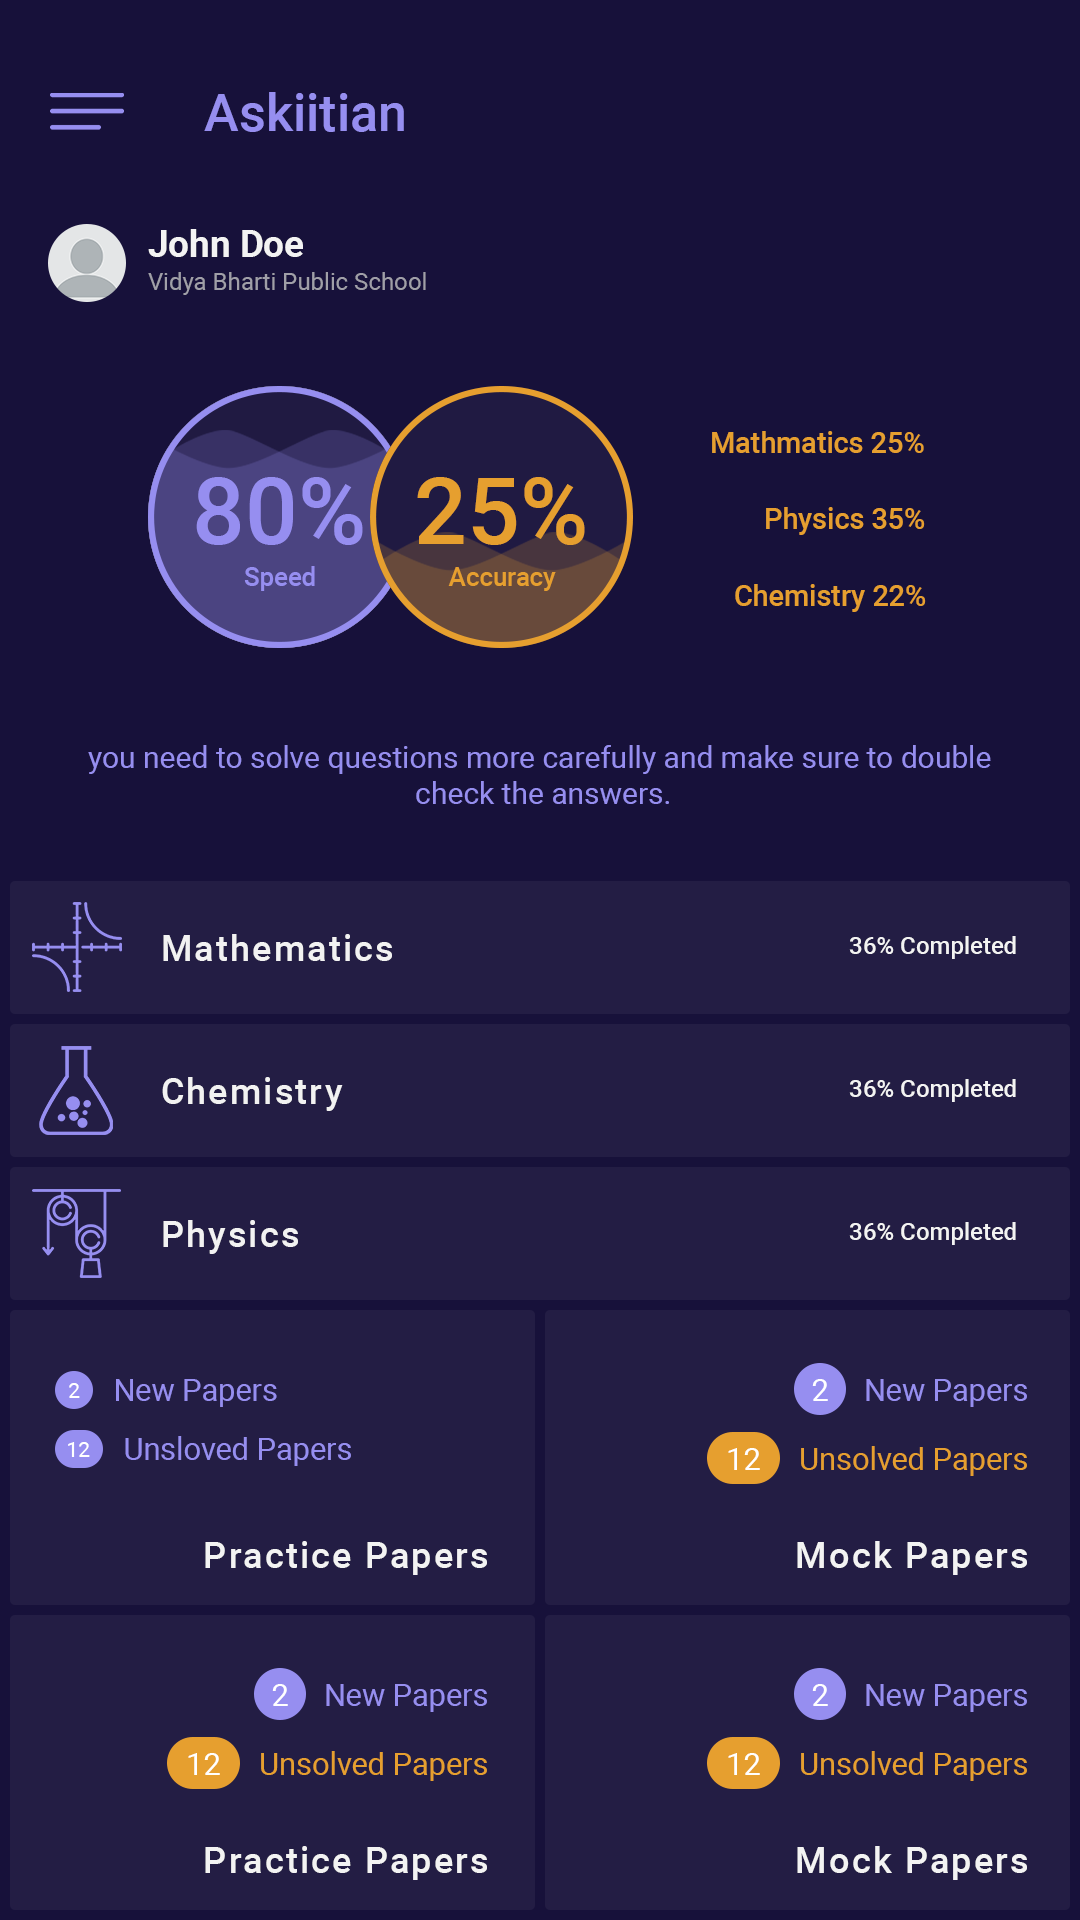 Askiitian
John Doe
Vidya Bharti Public School
80%
Speed
25%
Accuracy
Mathmatics 25%
Physics 35%
Chemistry 22%
you need to solve questions more carefully and make sure to double
check the answers.
Mathematics 36% Completed
Chemistry 36% Completed
Physics 36% Completed
2 New Papers
12 Unsloved Papers
Practice Papers
2 New Papers
12 Unsolved Papers
Mock Papers
2 New Papers
12 Unsolved Papers
Practice Papers
2 New Papers
12 Unsolved Papers
Mock Papers